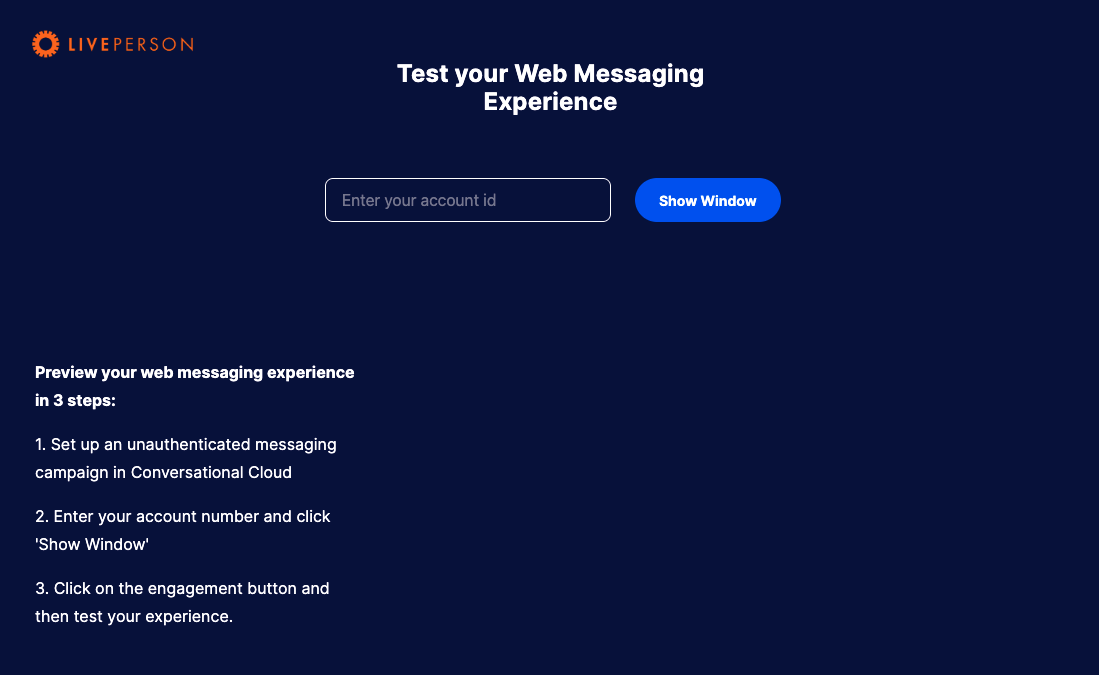 LIVEPERSON
Test your Web Messaging
Experience
Enter your account id
Show Window
Preview your web messaging experience
in 3 steps:
1. Set up an unauthenticated messaging
campaign in Conversational Cloud
2. Enter your account number and click
'Show Window'
3. Click on the engagement button and
then test your experience.